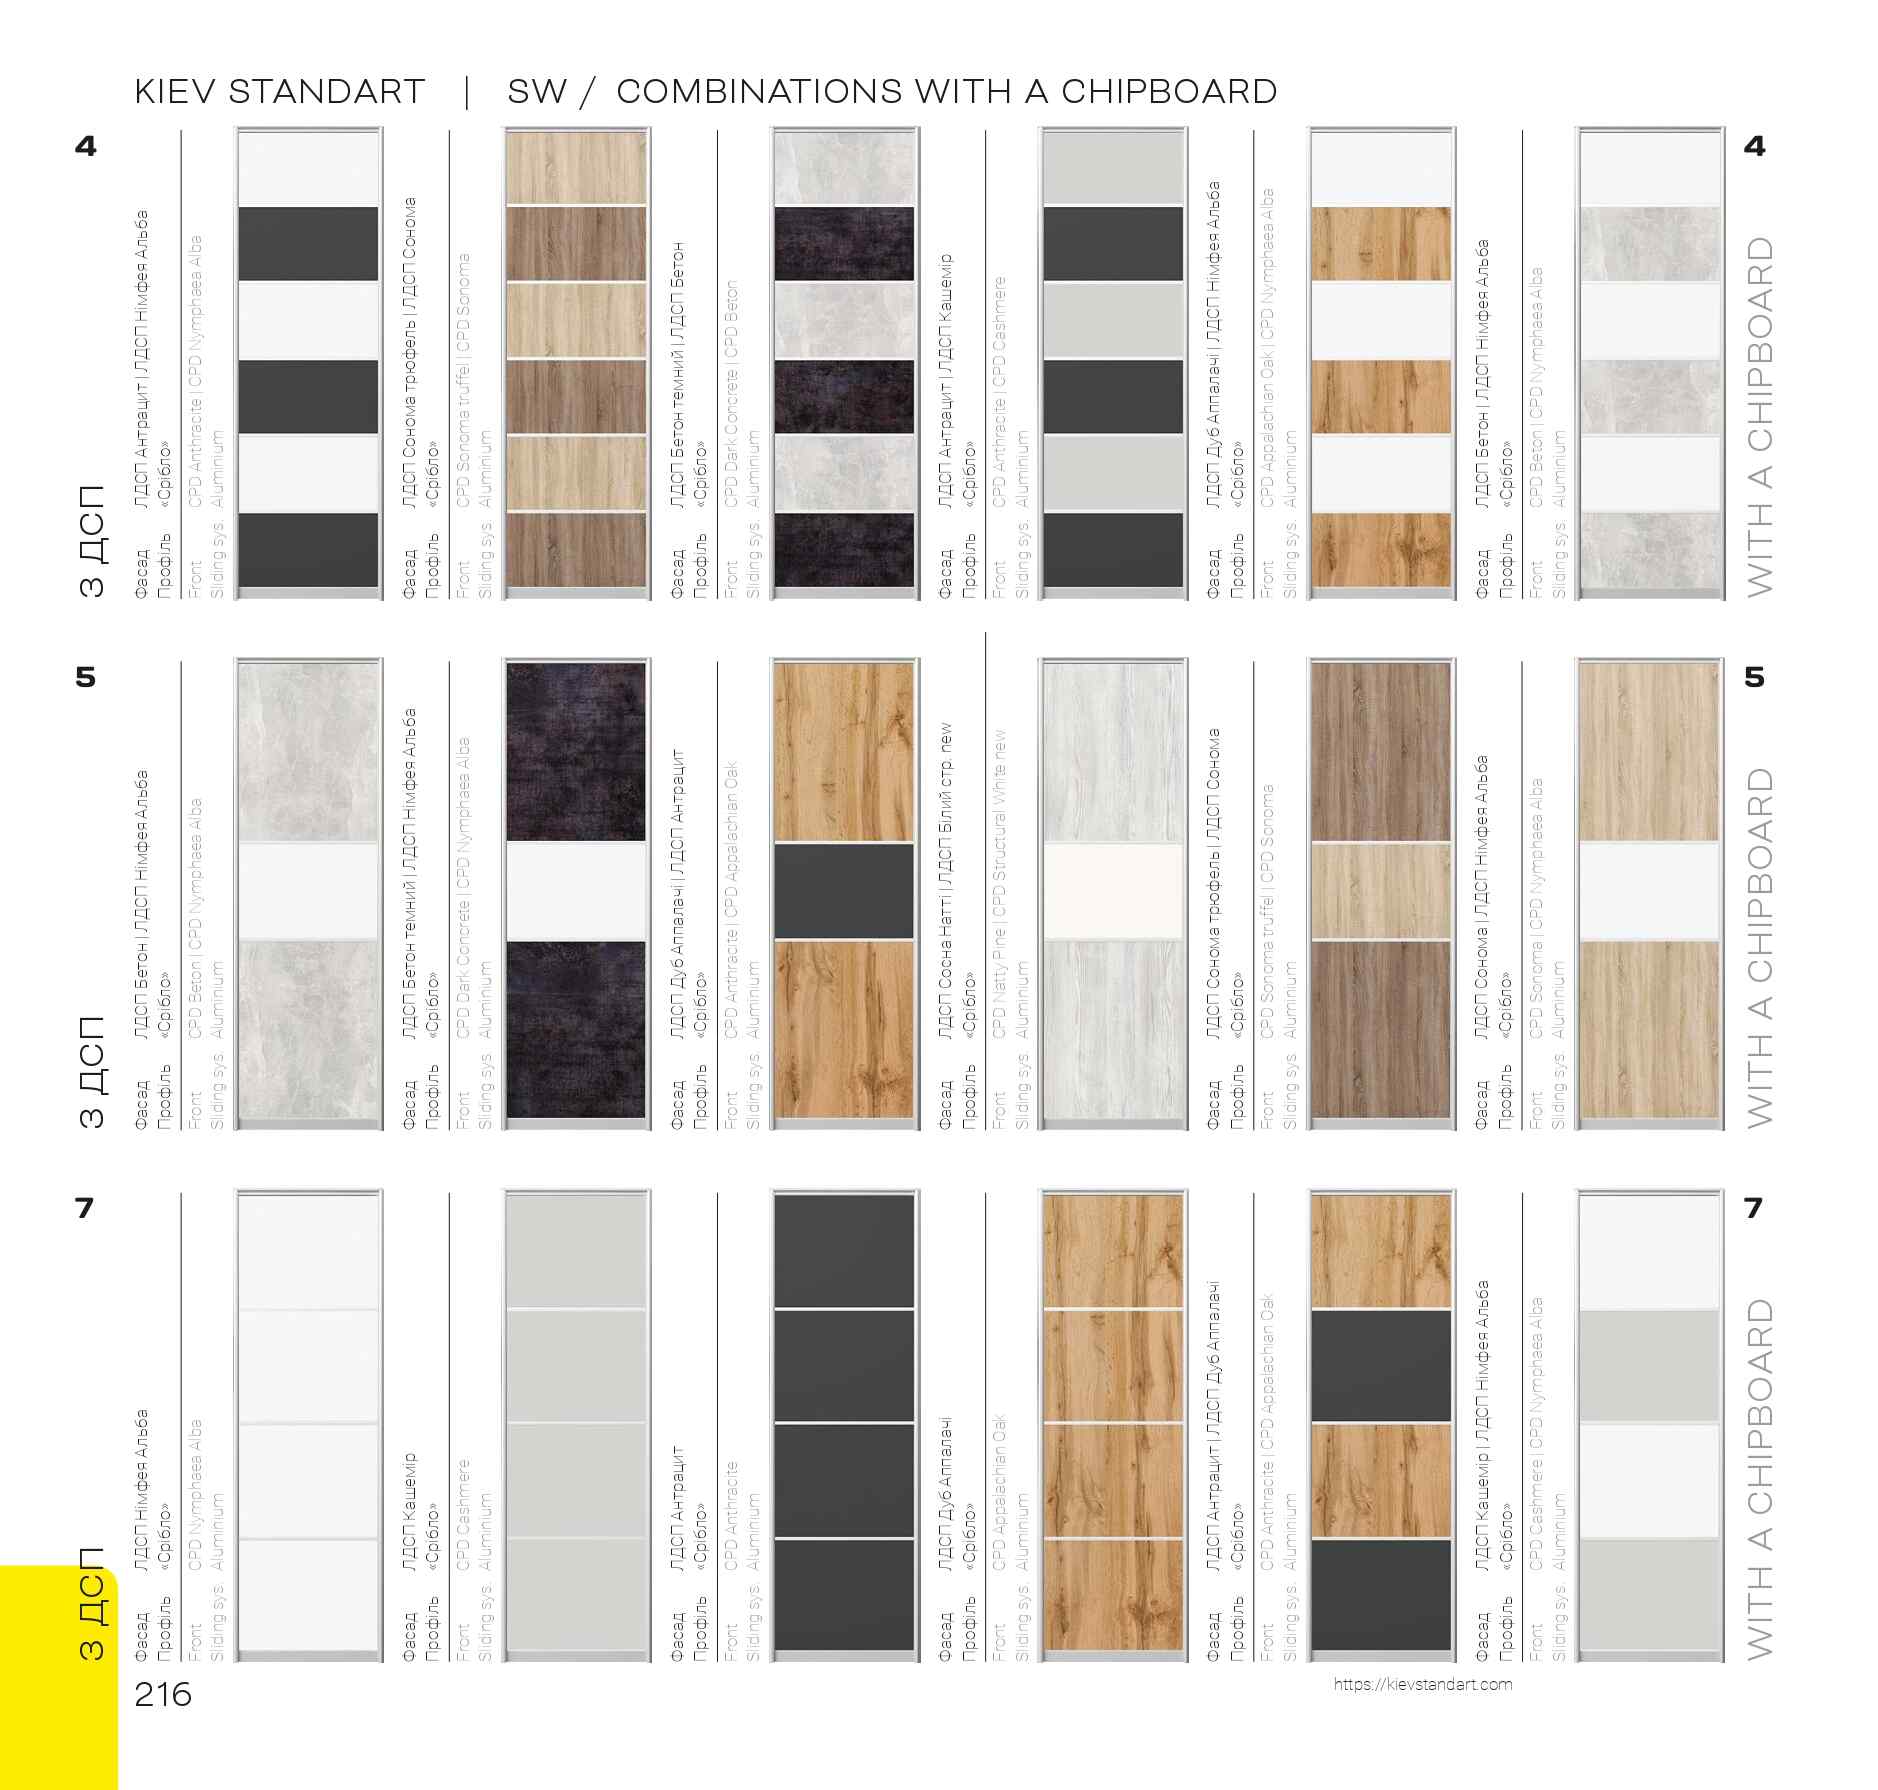 KIEV STANDART | SW / COMBINATIONS WITH A CHIPBOARD
4
З ДСП
Фасад ЛДСП Антрацит | ЛДСП Німфея Альба
Профіль «Срібло»
Front CPD Anthracite | CPD Nymphaea Alba
Sliding sys. Aluminium
Фасад ЛДСП Сонома трюфель | ЛДСП Сонома
Профіль «Срібло»
Front CPD Sonoma truffel | CPD Sonoma
Sliding sys. Aluminium
Фасад ЛДСП Бетон темний | ЛДСП Бетон
Профіль «Срібло»
Front CPD Dark Concrete | CPD Beton
Sliding sys. Aluminium
Фасад ЛДСП Антрацит | ЛДСП Кашемір
Профіль «Срібло»
Front CPD Anthracite | CPD Cashmere
Sliding sys. Aluminium
Фасад ЛДСП Дуб Аппалачі | ЛДСП Німфея Альба
Профіль «Срібло»
Front CPD Appalachian Oak | CPD Nymphaea Alba
Sliding sys. Aluminium
Фасад ЛДСП Бетон | ЛДСП Німфея Альба
Профіль «Срібло»
Front CPD Beton | CPD Nymphaea Alba
Sliding sys. Aluminium
4
WITH A CHIPBOARD
5
З ДСП
Фасад ЛДСП Бетон | ЛДСП Німфея Альба
Профіль «Срібло»
Front CPD Beton | CPD Nymphaea Alba
Sliding sys. Aluminium
Фасад ЛДСП Бетон темний | ЛДСП Німфея Альба
Профіль «Срібло»
Front CPD Dark Concrete | CPD Nymphaea Alba
Sliding sys. Aluminium
Фасад ЛДСП Дуб Аппалачі | ЛДСП Антрацит
Профіль «Срібло»
Front CPD Anthracite | CPD Appalachian Oak
Sliding sys. Aluminium
Фасад ЛДСП Сосна Натті | ЛДСП Білий стр. new
Профіль «Срібло»
Front CPD Natty Pine | CPD Structural White new
Sliding sys. Aluminium
Фасад ЛДСП Сонома трюфель | ЛДСП Сонома
Профіль «Срібло»
Front CPD Sonoma truffel | CPD Sonoma
Sliding sys. Aluminium
Фасад ЛДСП Сонома | ЛДСП Німфея Альба
Профіль «Срібло»
Front CPD Sonoma | CPD Nymphaea Alba
Sliding sys. Aluminium
5
WITH A CHIPBOARD
7
З ДСП
Фасад ЛДСП Німфея Альба
Профіль «Срібло»
Front CPD Nymphaea Alba
Sliding sys. Aluminium
Фасад ЛДСП Кашемір
Профіль «Срібло»
Front CPD Cashmere
Sliding sys. Aluminium
Фасад ЛДСП Антрацит
Профіль «Срібло»
Front CPD Anthracite
Sliding sys. Aluminium
Фасад ЛДСП Дуб Аппалачі
Профіль «Срібло»
Front CPD Appalachian Oak
Sliding sys. Aluminium
Фасад ЛДСП Антрацит | ЛДСП Дуб Аппалачі
Профіль «Срібло»
Front CPD Anthracite | CPD Appalachian Oak
Sliding sys. Aluminium
Фасад ЛДСП Кашемір | ЛДСП Німфея Альба
Профіль «Срібло»
Front CPD Cashmere | CPD Nymphaea Alba
Sliding sys. Aluminium
7
WITH A CHIPBOARD
216
https://kievstandart.com